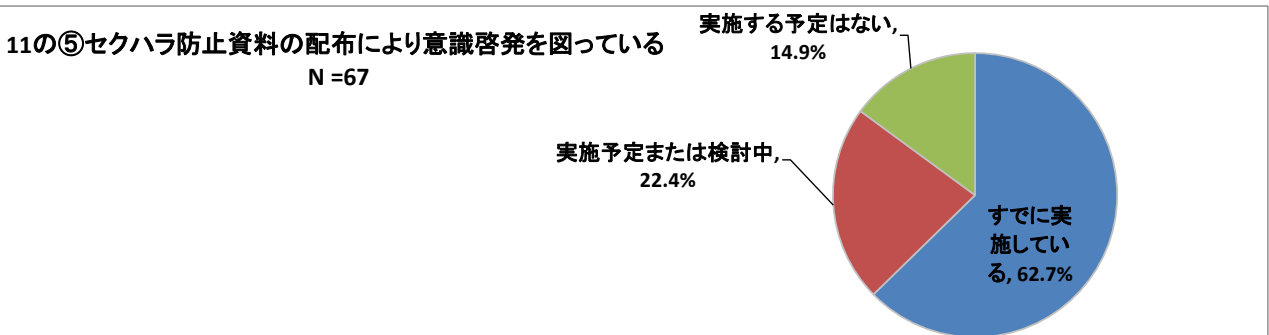 11の⑤セクハラ防止資料の配布により意識啓発を図っている
N =67
実施する予定はない,
14.9%
実施予定または検討中,
22.4%
すでに実
施してい
る, 62.7%